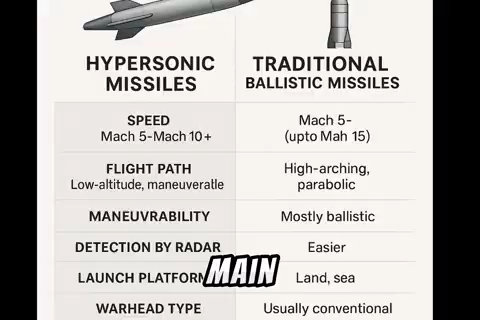 HYPERSONIC
MISSILES
TRADITIONAL
BALLISTIC MISSILES
SPEED
Mach 5-Mach 10+
Mach 5-
(upto Mah 15)
FLIGHT PATH
Low-altitude, maneuveratle
High-arching,
parabolic
MANEUVRABILITY
Mostly ballistic
DETECTION BY RADAR
Easier
LAUNCH PLATFORM
MAIN
Land, sea
WARHEAD TYPE
Usually conventional